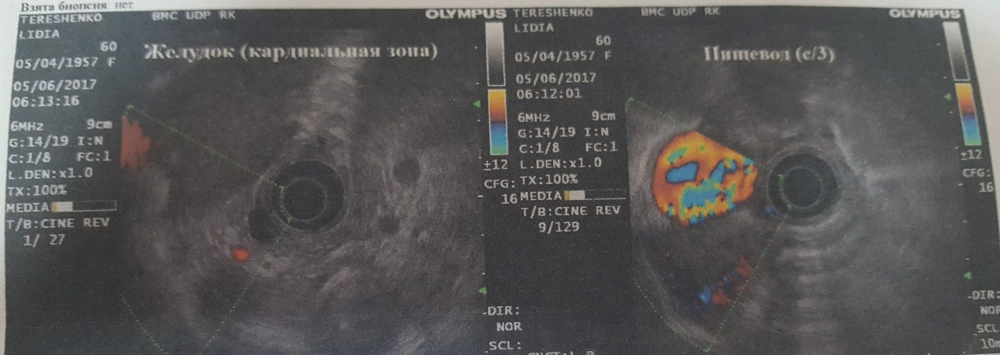 Взята биопсия: нет
TERESHENKO
BMC UDP RK
OLYMPUS
LIDIA
60
05/04/1957 F
05/06/2017
06:13:16
6MHz 9cm
G:14/19 I:N
C:1/8 FC:1
L.DEN:x1.0
TX:100%
MEDIA
T/B:CINE REV
1/ 27
Желудок (кардиальная зона)
±12
CFG:
16
-DIR:
NOR
SCL:
TERESHENKO
BMC UDP RK
OLYMPUS
LIDIA
60
05/04/1957 F
05/06/2017
06:12:01
6MHz 9cm
G:14/19 I:N
C:1/8 FC:1
L.DEN:x1.0
TX:100%
MEDIA
T/B:CINE REV
9/129
Пищевод (с/3)
±12
CFG:
16
-DIR:
NOR
SCL